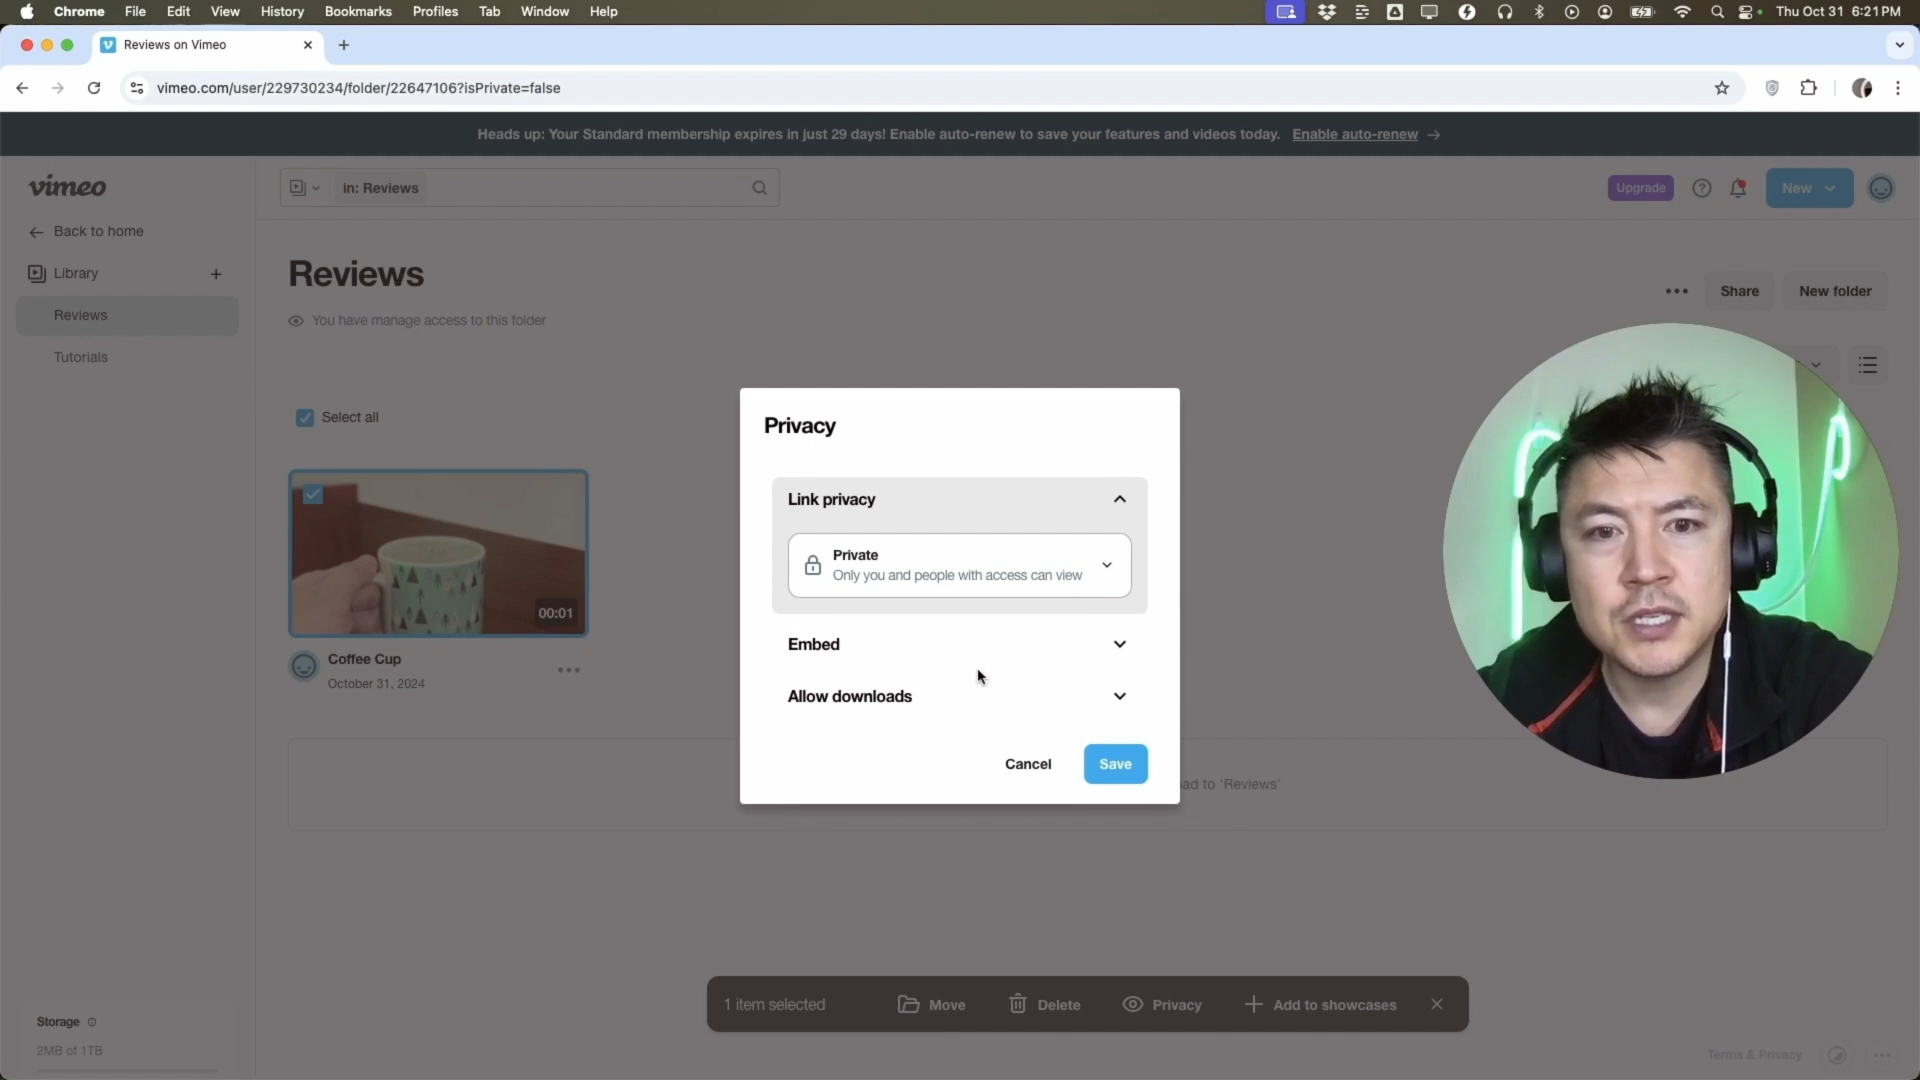 Chrome File Edit View History Bookmarks Profiles Tab Window Help Thu Oct 31 6:21 PM
Reviews on Vimeo
vimeo.com/user/229730234/folder/22647106?isPrivate=false
Heads up: Your Standard membership expires in just 29 days! Enable auto-renew to save your features and videos today. Enable auto-renew →
vimeo
in: Reviews
Upgrade
New
Back to home
Library
Reviews
Tutorials
Reviews
You have manage access to this folder
Share
New folder
Select all
00:01
Coffee Cup
October 31, 2024
Privacy
Link privacy
Private
Only you and people with access can view
Embed
Allow downloads
Cancel
Save
ad to 'Reviews'
1 item selected
Move
Delete
Privacy
Add to showcases
Storage
2MB of 1TB
Terms & Privacy